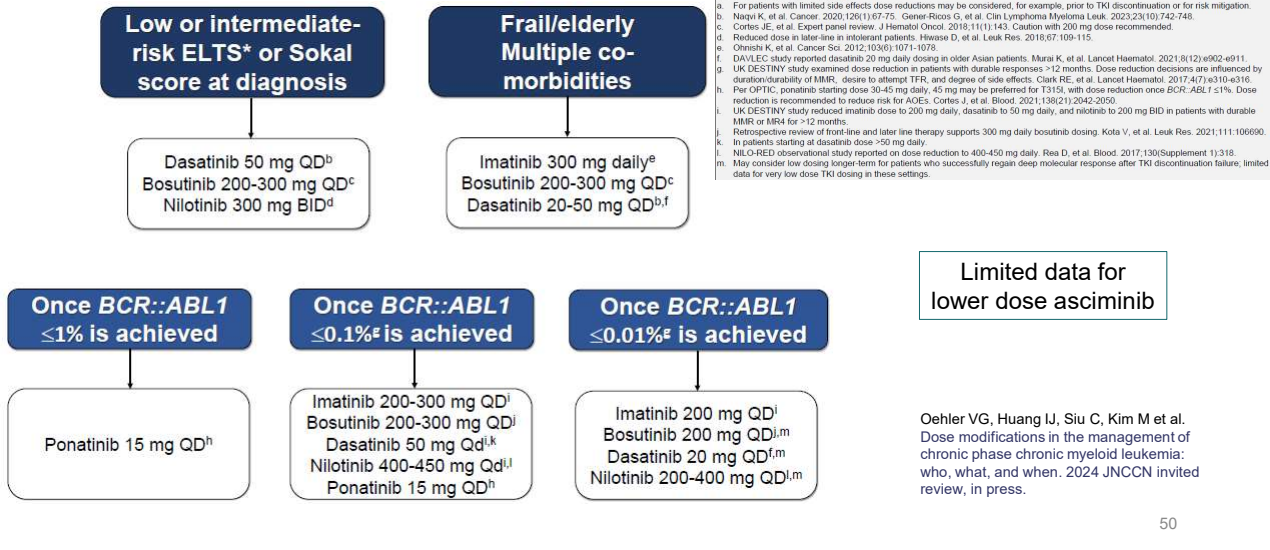 Low or intermediate-
risk ELTS* or Sokal
score at diagnosis
Dasatinib 50 mg QDb
Bosutinib 200-300 mg QDc
Nilotinib 300 mg BIDd
Frail/elderly
Multiple co-
morbidities
Imatinib 300 mg dailye
Bosutinib 200-300 mg QDc
Dasatinib 20-50 mg QDb,f
a. For patients with limited side effects dose reductions may be considered, for example, prior to TKI discontinuation or for risk mitigation.
b. Naqvi K, et al. Cancer. 2020;126(1):67-75. Gener-Ricos G, et al. Clin Lymphoma Myeloma Leuk. 2023;23(10):742-748.
c. Cortes JE, et al. Expert panel review. J Hematol Oncol. 2018;11(1):143. Caution with 200 mg dose recommended.
d. Reduced dose in later-line in intolerant patients. Hiwase D, et al. Leuk Res. 2018;67:109-115.
e. Ohnishi K, et al. Cancer Sci. 2012;103(6):1071-1078.
f. DAVLEC study reported dasatinib 20 mg daily dosing in older Asian patients. Murai K, et al. Lancet Haematol. 2021;8(12):e902-e911.
g. UK DESTINY study examined dose reduction in patients with durable responses >12 months. Dose reduction decisions are influenced by
duration/durability of MMR, desire to attempt TFR, and degree of side effects. Clark RE, et al. Lancet Haematol. 2017;4(7):e310-e316.
h. Per OPTIC, ponatinib starting dose 30-45 mg daily, 45 mg may be preferred for T315I, with dose reduction once BCR::ABL1 ≤1%. Dose
reduction is recommended to reduce risk for AOEs. Cortes J, et al. Blood. 2021;138(21):2042-2050.
i. UK DESTINY study reduced imatinib dose to 200 mg daily, dasatinib to 50 mg daily, and nilotinib to 200 mg BID in patients with durable
MMR or MR4 for >12 months.
j. Retrospective review of front-line and later line therapy supports 300 mg daily bosutinib dosing. Kota V, et al. Leuk Res. 2021;111:106690.
k. In patients starting at dasatinib dose >50 mg daily.
l. NILO-RED observational study reported on dose reduction to 400-450 mg daily. Rea D, et al. Blood. 2017;130(Supplement 1):318.
m. May consider low dosing longer-term for patients who successfully regain deep molecular response after TKI discontinuation failure; limited
data for very low dose TKI dosing in these settings.
Once BCR::ABL1
≤1% is achieved
Ponatinib 15 mg QDh
Once BCR::ABL1
≤0.1%g is achieved
Imatinib 200-300 mg QDi
Bosutinib 200-300 mg QDj
Dasatinib 50 mg Qdi,k
Nilotinib 400-450 mg Qdi,l
Ponatinib 15 mg QDh
Once BCR::ABL1
≤0.01%g is achieved
Imatinib 200 mg QDi
Bosutinib 200 mg QDj,m
Dasatinib 20 mg QDf,m
Nilotinib 200-400 mg QDl,m
Limited data for
lower dose asciminib
Oehler VG, Huang IJ, Siu C, Kim M et al.
Dose modifications in the management of
chronic phase chronic myeloid leukemia:
who, what, and when. 2024 JNCCN invited
review, in press.
50